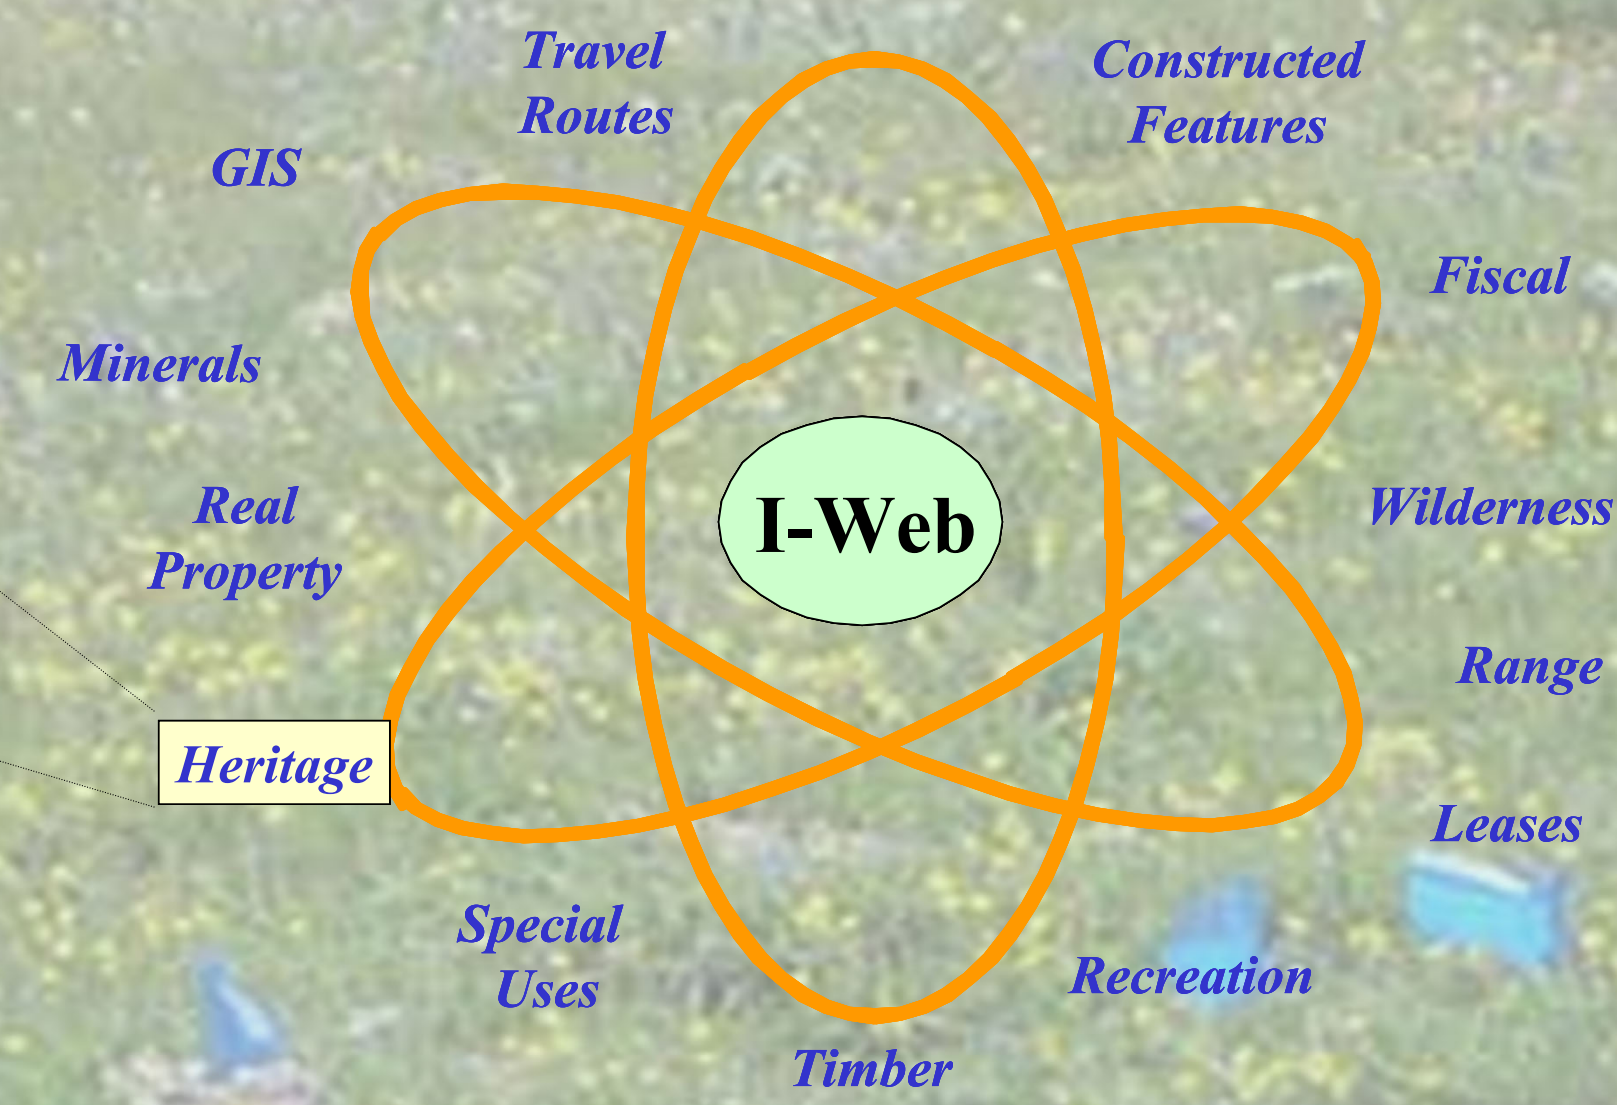 Travel
Routes
Constructed
Features
GIS
Fiscal
Minerals
I-Web
Real
Property
Wilderness
Range
Heritage
Leases
Special
Uses
Recreation
Timber